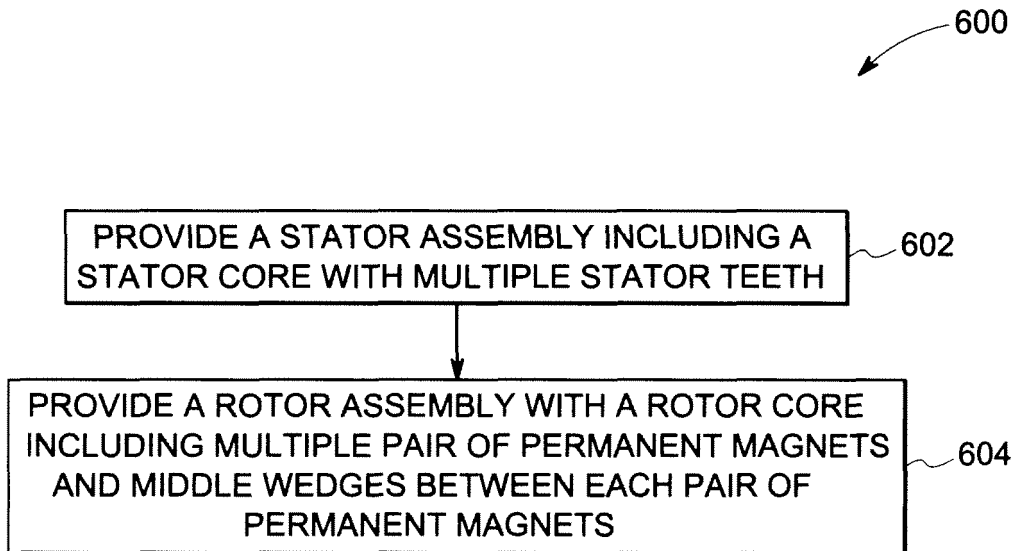 600
PROVIDE A STATOR ASSEMBLY INCLUDING A
STATOR CORE WITH MULTIPLE STATOR TEETH
602
PROVIDE A ROTOR ASSEMBLY WITH A ROTOR CORE
INCLUDING MULTIPLE PAIR OF PERMANENT MAGNETS
AND MIDDLE WEDGES BETWEEN EACH PAIR OF
PERMANENT MAGNETS
604